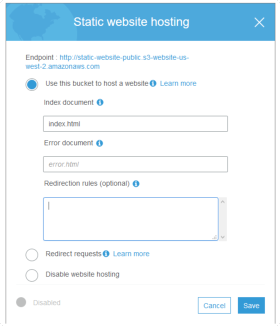 Static website hosting
Endpoint : http://static-website-public.s3-website-us-
west-2.amazonaws.com
Use this bucket to host a website Learn more
Index document
index.html
Error document
error.html
Redirection rules (optional)
Redirect requests Learn more
Disable website hosting
Disabled
Cancel Save